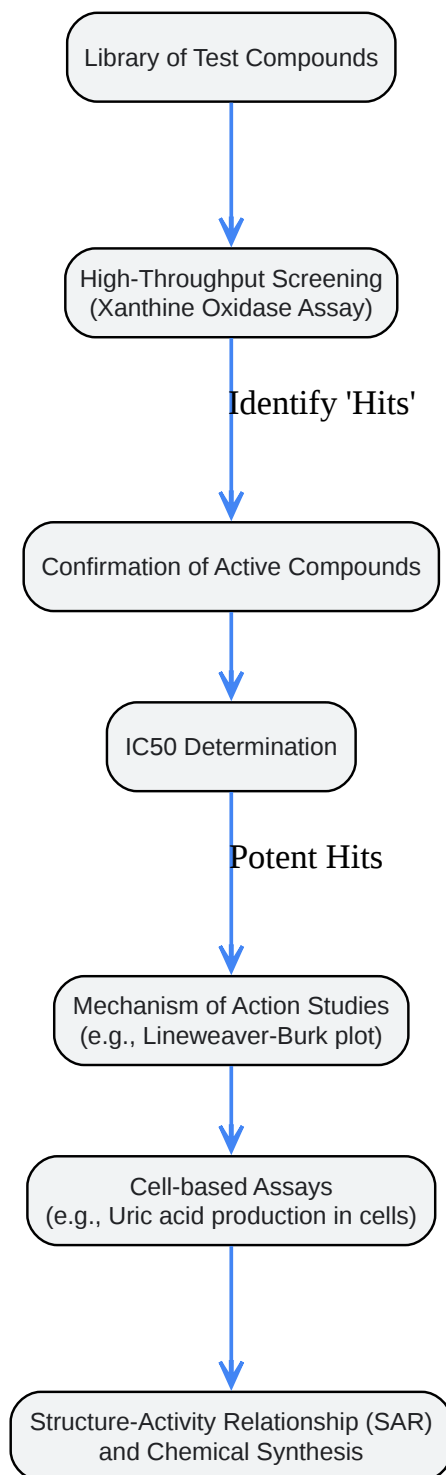 Library of Test Compounds
High-Throughput Screening
(Xanthine Oxidase Assay)
Identify 'Hits'
Confirmation of Active Compounds
IC50 Determination
Potent Hits
Mechanism of Action Studies
(e.g., Lineweaver-Burk plot)
Cell-based Assays
(e.g., Uric acid production in cells)
Structure-Activity Relationship (SAR)
and Chemical Synthesis